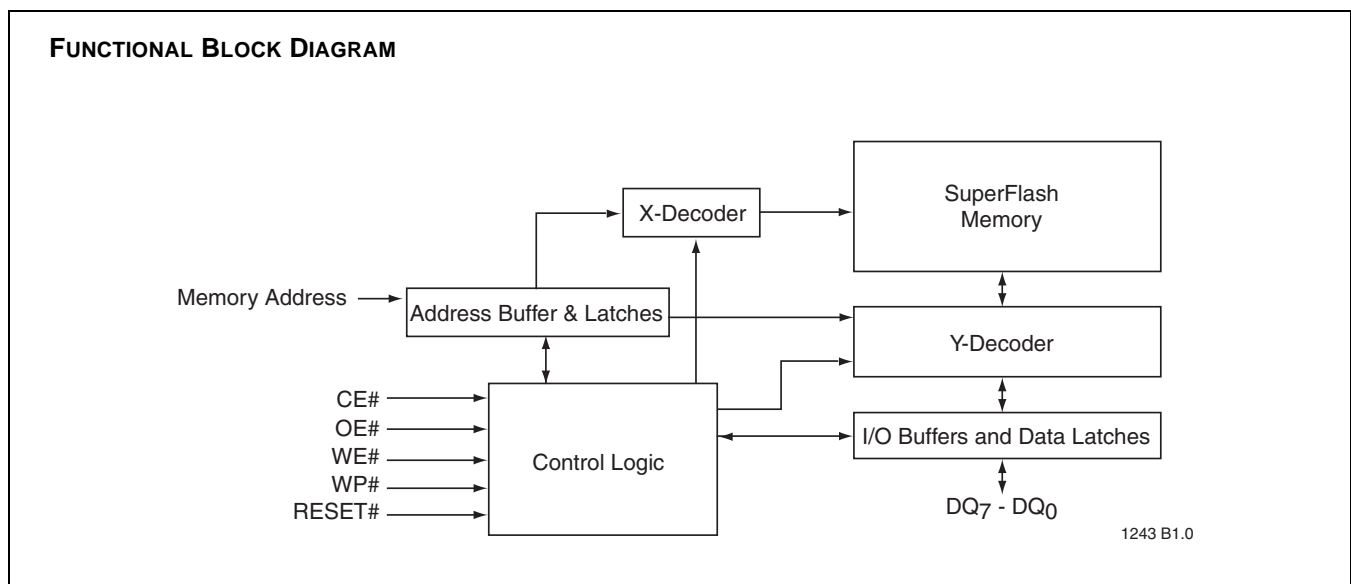 FUNCTIONAL BLOCK DIAGRAM
SuperFlash
Memory
X-Decoder
Memory Address
Address Buffer & Latches
Y-Decoder
CE#
OE#
WE#
WP#
RESET#
Control Logic
I/O Buffers and Data Latches
DQ7 - DQ0
1243 B1.0